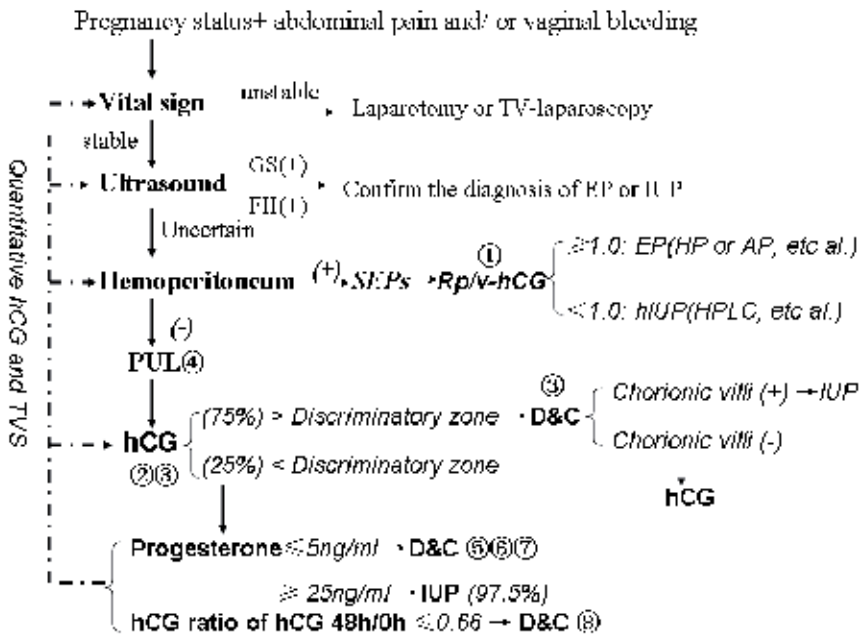 Pregnancy status+ abdominal pain and/ or vaginal bleeding
Vital sign unstable Laparotomy or TV-laparoscopy
stable
Ultrasound GS(+) FH(+) Confirm the diagnosis of EP or IUP
Uncertain
Hemoperitoneum (+) SEPs Rp/v-hCG ①
≥1.0: EP(HP or AP, etc al.)
<1.0: hIUP(HPLC, etc al.)
(-)
PUL④
hCG ②③
(75%) > Discriminatory zone D&C
(25%) < Discriminatory zone
Chorionic villi (+) →IUP
Chorionic villi (-)
hCG
Progesterone ≤5ng/ml D&C ⑤⑥⑦
≥ 25ng/ml IUP (97.5%)
hCG ratio of hCG 48h/0h ≤0.66 → D&C ⑧
Quantitative hCG and TVS